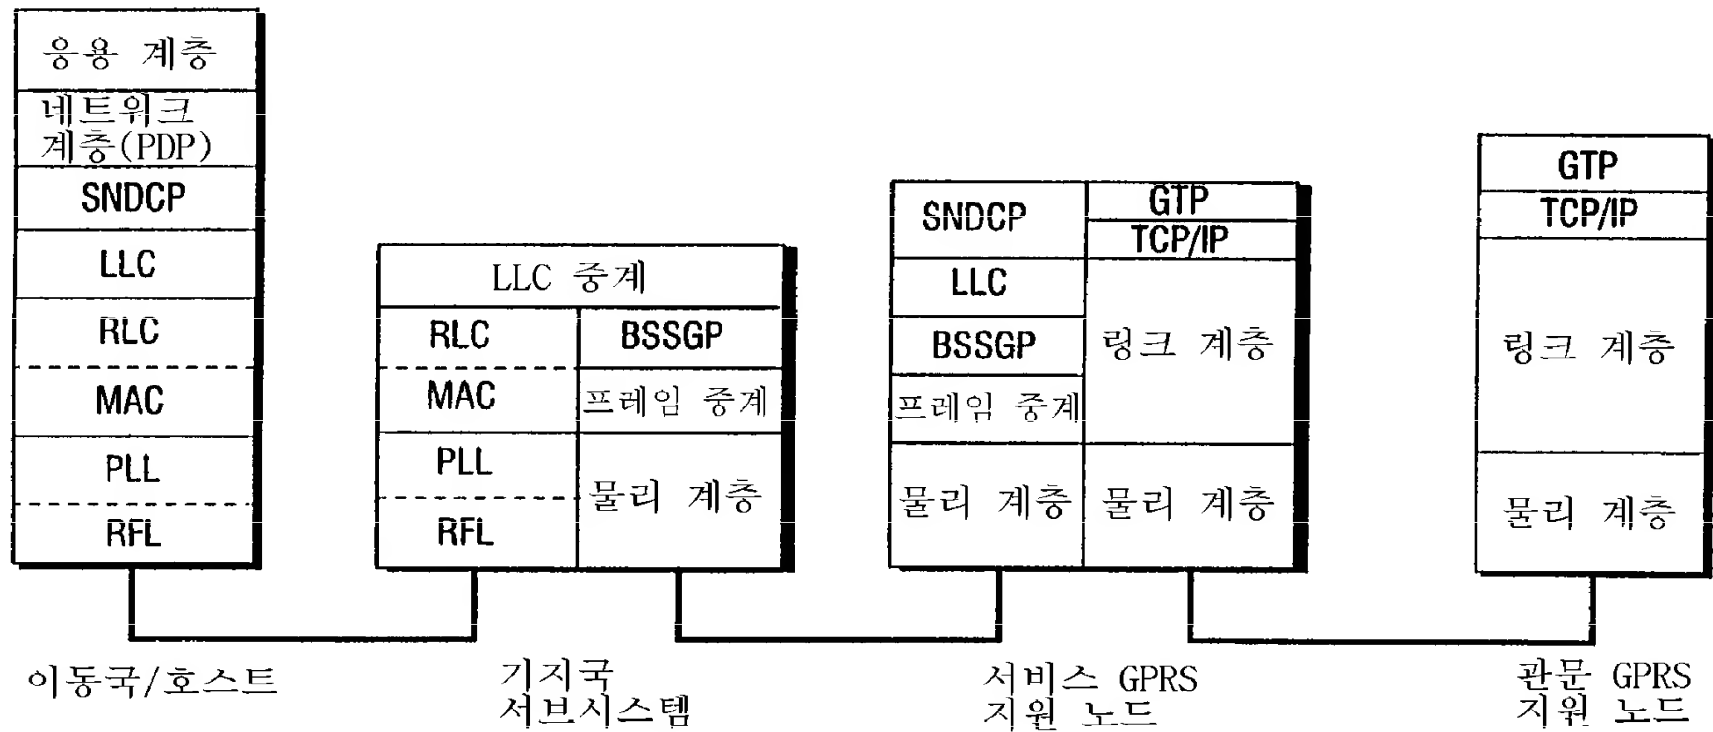 응용 계층
네트워크
계층(PDP)
SNDCP
LLC
RLC
MAC
PLL
RFL
이동국/호스트
LLC 중계
RLC
BSSGP
MAC
프레임 중계
PLL
물리 계층
RFL
기지국
서브시스템
SNDCP
GTP
TCP/IP
LLC
BSSGP
링크 계층
프레임 중계
물리 계층
물리 계층
서비스 GPRS
지원 노드
GTP
TCP/IP
링크 계층
물리 계층
관문 GPRS
지원 노드